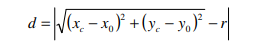 d = |√((x_c − x_0)² + (y_c − y_0)²) − r|